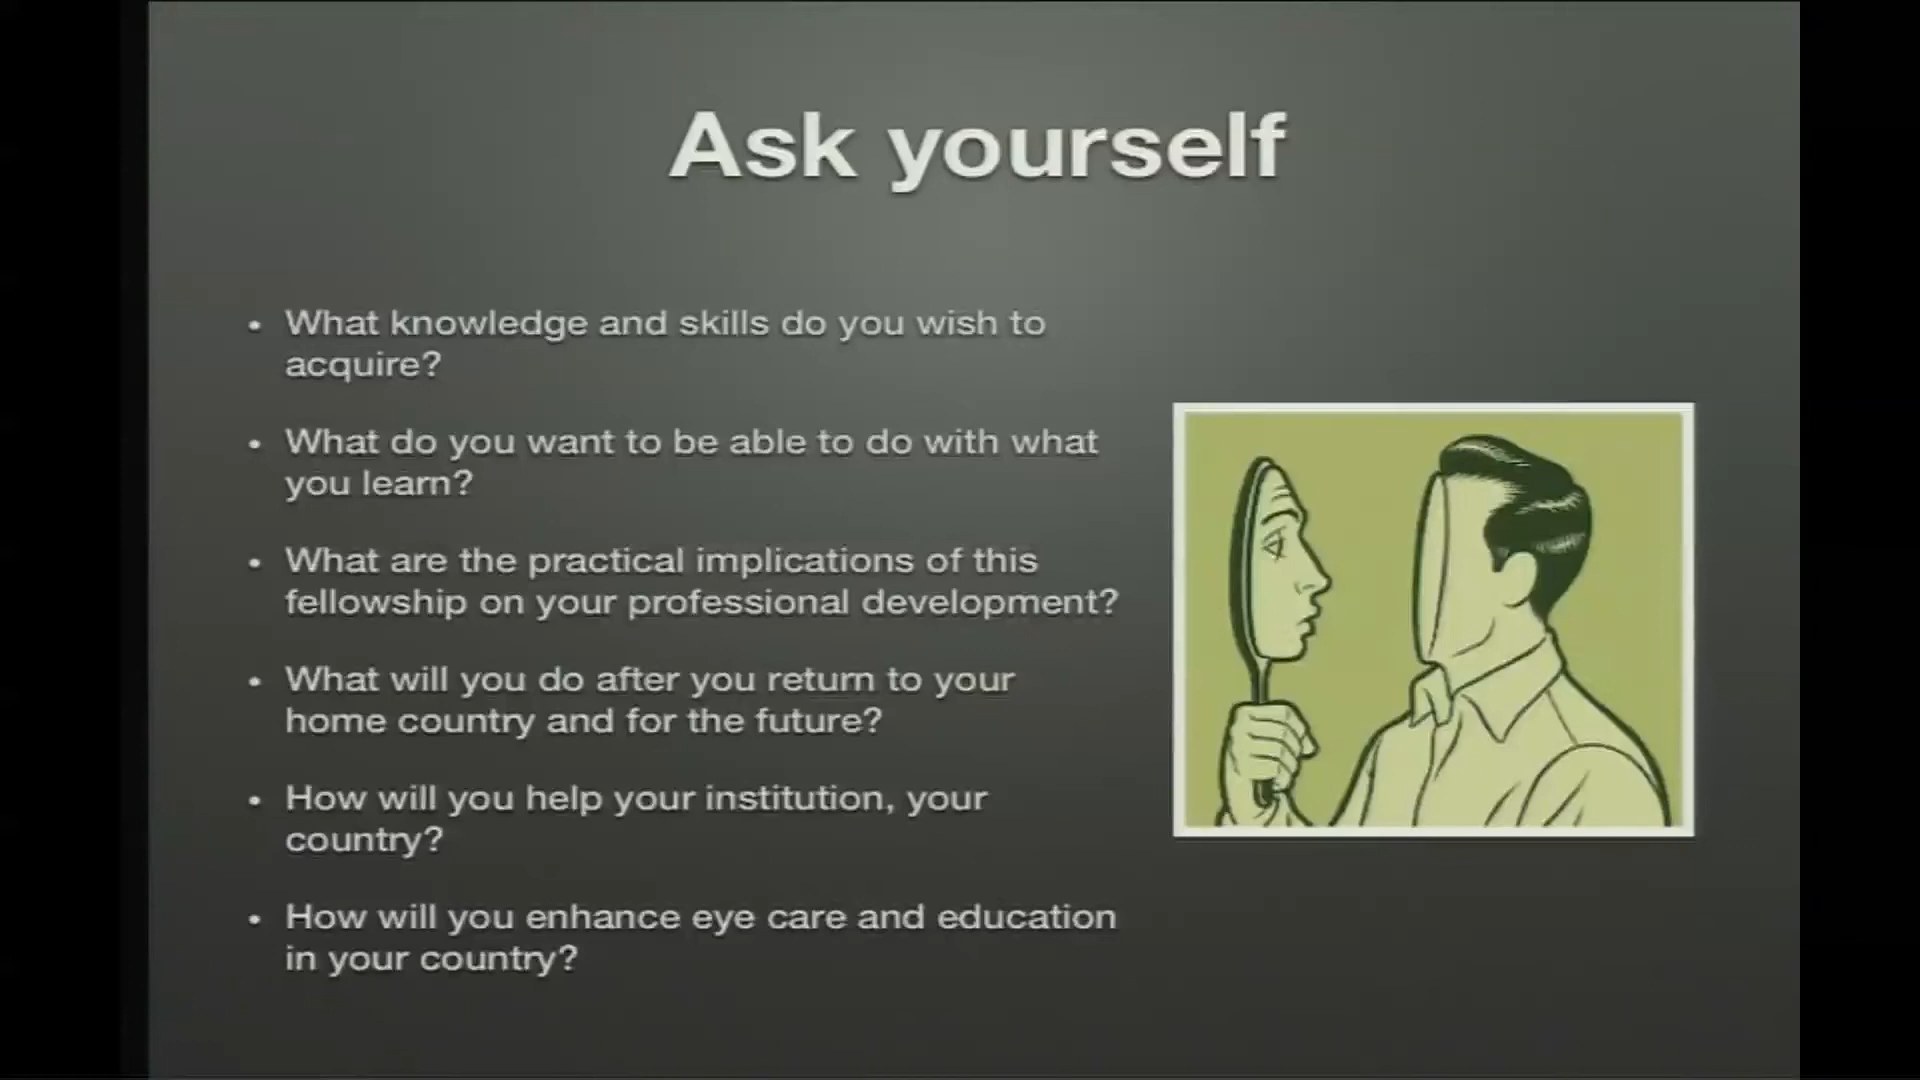 Ask yourself
• What knowledge and skills do you wish to
acquire?
• What do you want to be able to do with what
you learn?
• What are the practical implications of this
fellowship on your professional development?
• What will you do after you return to your
home country and for the future?
• How will you help your institution, your
country?
• How will you enhance eye care and education
in your country?